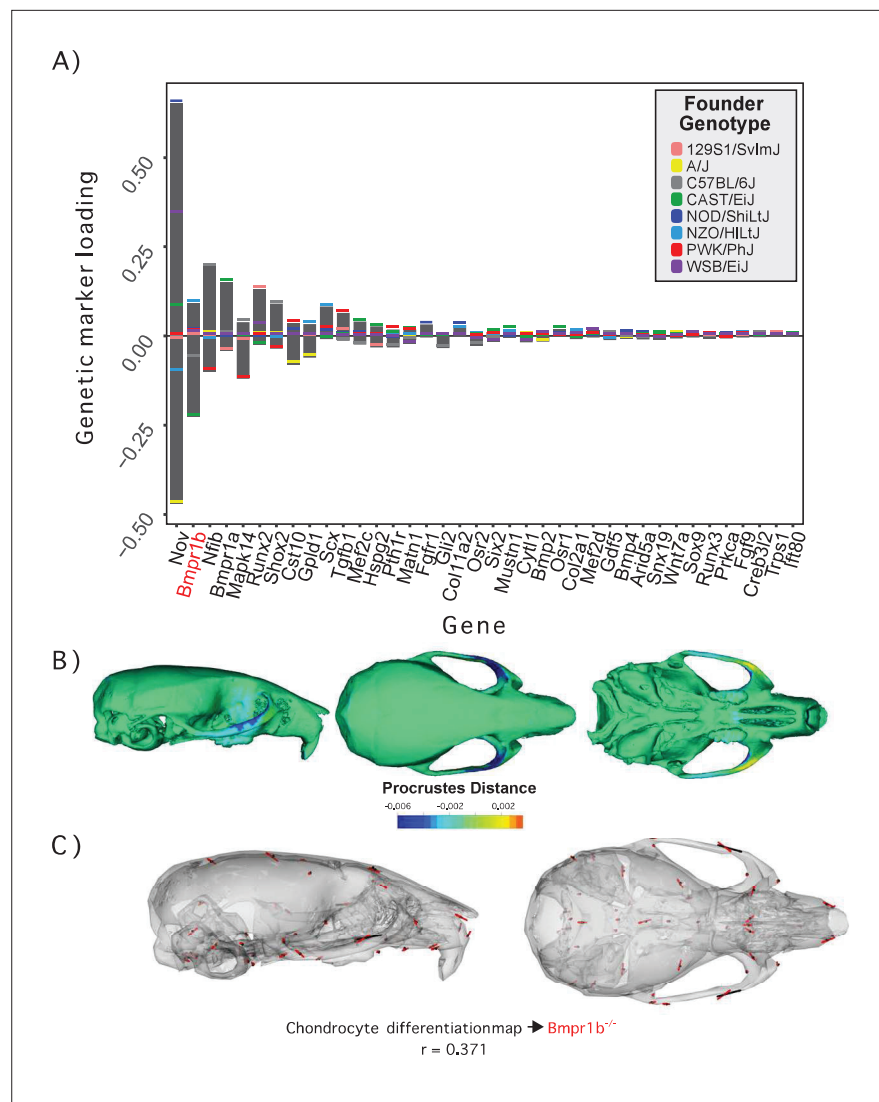 A)
Genetic marker loading
0.50
0.25
0.00
−0.25
−0.50
Founder
Genotype
129S1/SvImJ
A/J
C57BL/6J
CAST/EiJ
NOD/ShiLtJ
NZO/HlLtJ
PWK/PhJ
WSB/EiJ
Nov
Bmpr1b
Nfib
Bmpr1a
Mapk14
Runx2
Shox2
Cst10
Gpld1
Scx
Tgfb1
Mef2c
Hspg2
Pth1r
Matn1
Fgfr1
Gli2
Col11a2
Osr2
Six2
Mustn1
Cytl1
Bmp2
Osr1
Col2a1
Mef2d
Gdf5
Bmp4
Arid5a
Snx19
Wnt7a
Sox9
Runx3
Prkca
Fgf9
Creb3l2
Trps1
Ift80
Gene
B)
Procrustes Distance
-0.006 -0.002 0.002
C)
Chondrocyte differentiationmap → Bmpr1b-/-
r = 0.371